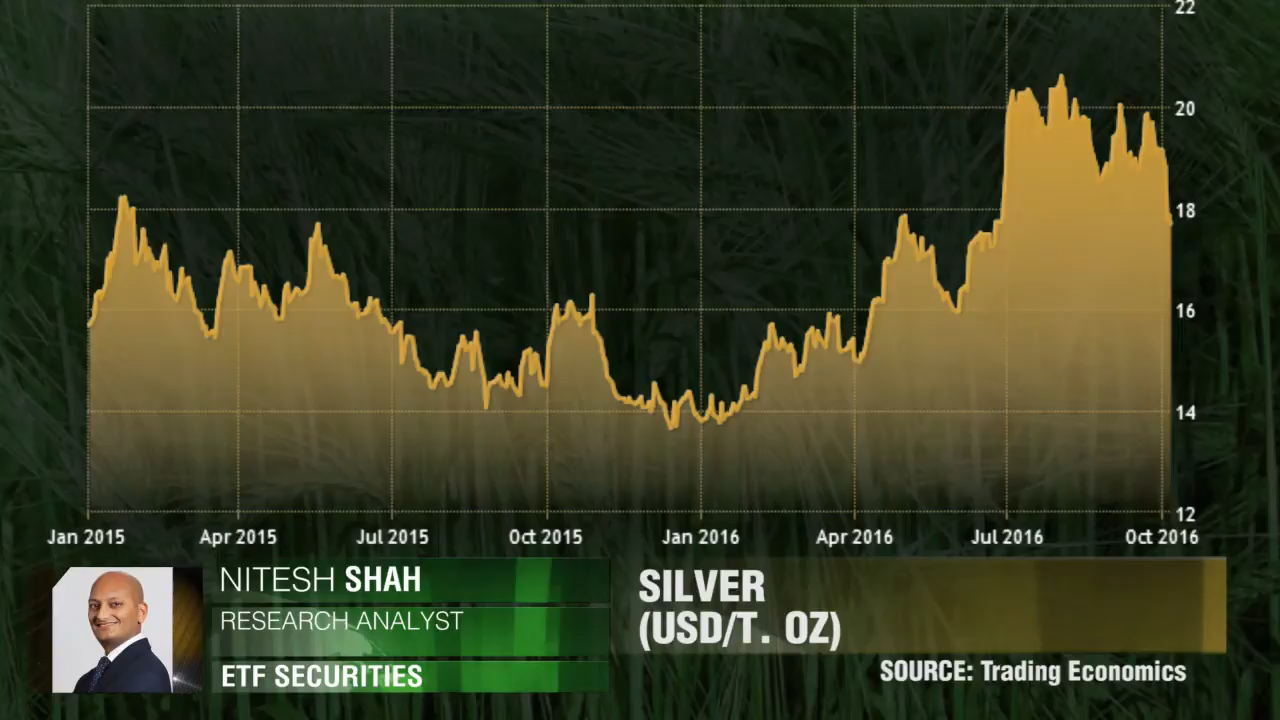 22
20
18
16
14
12
Jan 2015 Apr 2015 Jul 2015 Oct 2015 Jan 2016 Apr 2016 Jul 2016 Oct 2016
NITESH SHAH
RESEARCH ANALYST
ETF SECURITIES
SILVER
(USD/T. OZ)
SOURCE: Trading Economics